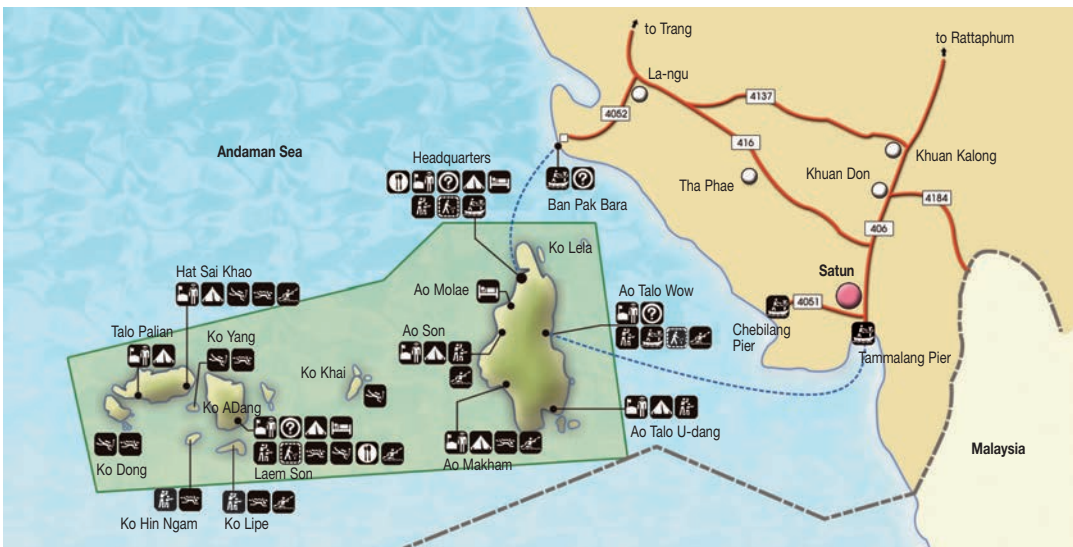 to Trang
to Rattaphum
La-ngu
4137
4052
Andaman Sea
Headquarters
416
Khuan Kalong
Tha Phae
Khuan Don
4184
Ban Pak Bara
406
Ko Lela
Satun
Hat Sai Khao
Ao Molae
Ao Talo Wow
4051
Chebilang
Pier
Tammalang Pier
Talo Palian
Ko Yang
Ao Son
Ko Khai
Ko ADang
Ao Talo U-dang
Malaysia
Ko Dong
Laem Son
Ao Makham
Ko Hin Ngam
Ko Lipe